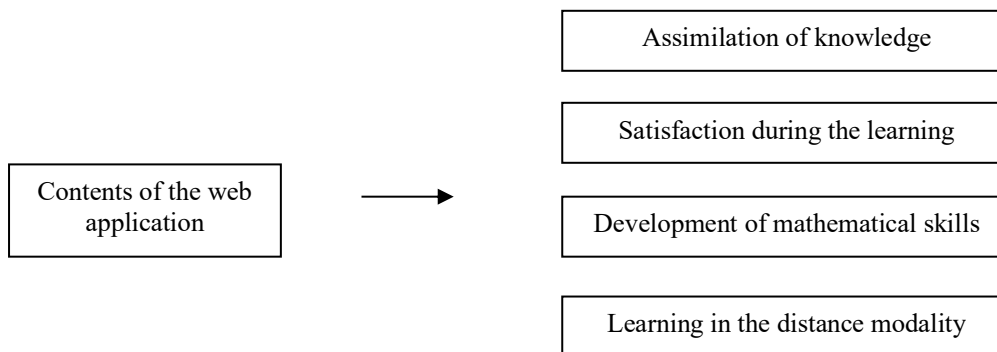 Assimilation of knowledge
Satisfaction during the learning
Contents of the web
application
Development of mathematical skills
Learning in the distance modality